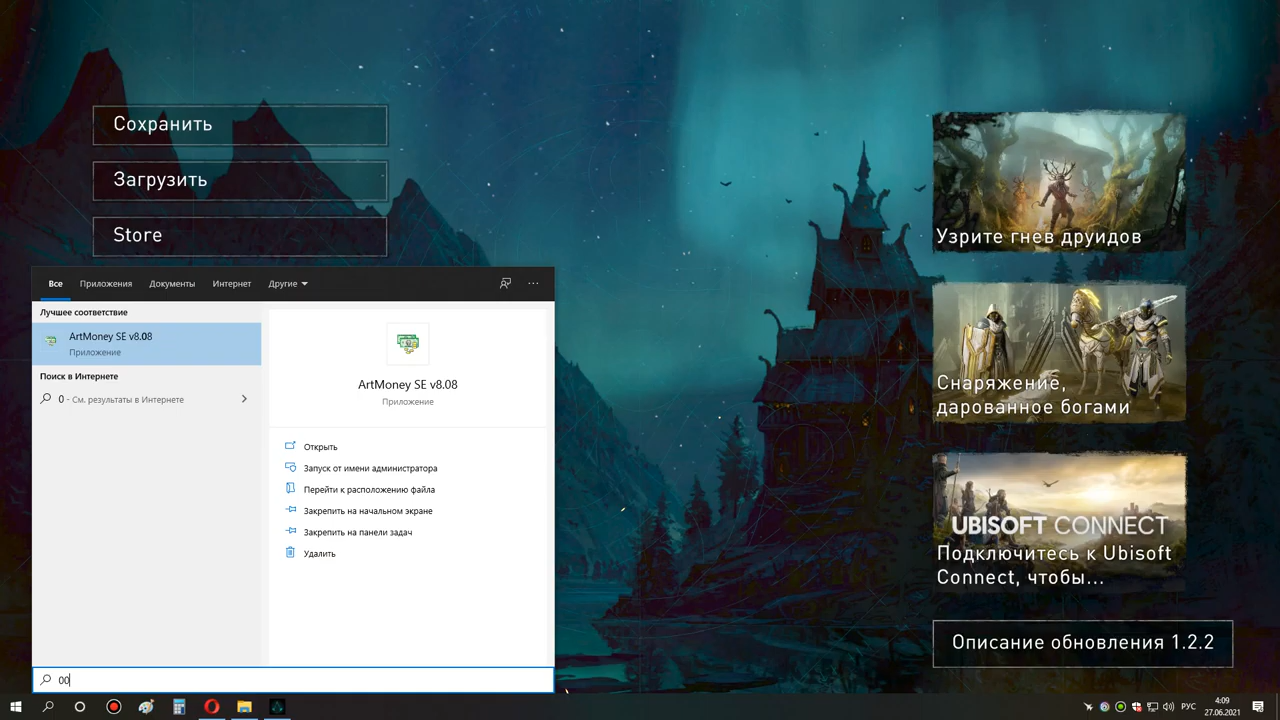 Сохранить
Загрузить
Store
Все
Приложения
Документы
Интернет
Другие
Лучшее соответствие
ArtMoney SE v8.08
Приложение
Поиск в Интернете
0 - См. результаты в Интернете
ArtMoney SE v8.08
Приложение
Открыть
Запуск от имени администратора
Перейти к расположению файла
Закрепить на начальном экране
Закрепить на панели задач
Удалить
00
Узрите гнев друидов
Снаряжение,
дарованное богами
UBISOFT CONNECT
Подключитесь к Ubisoft
Connect, чтобы...
Описание обновления 1.2.2
РУС
4:09
27.06.2021